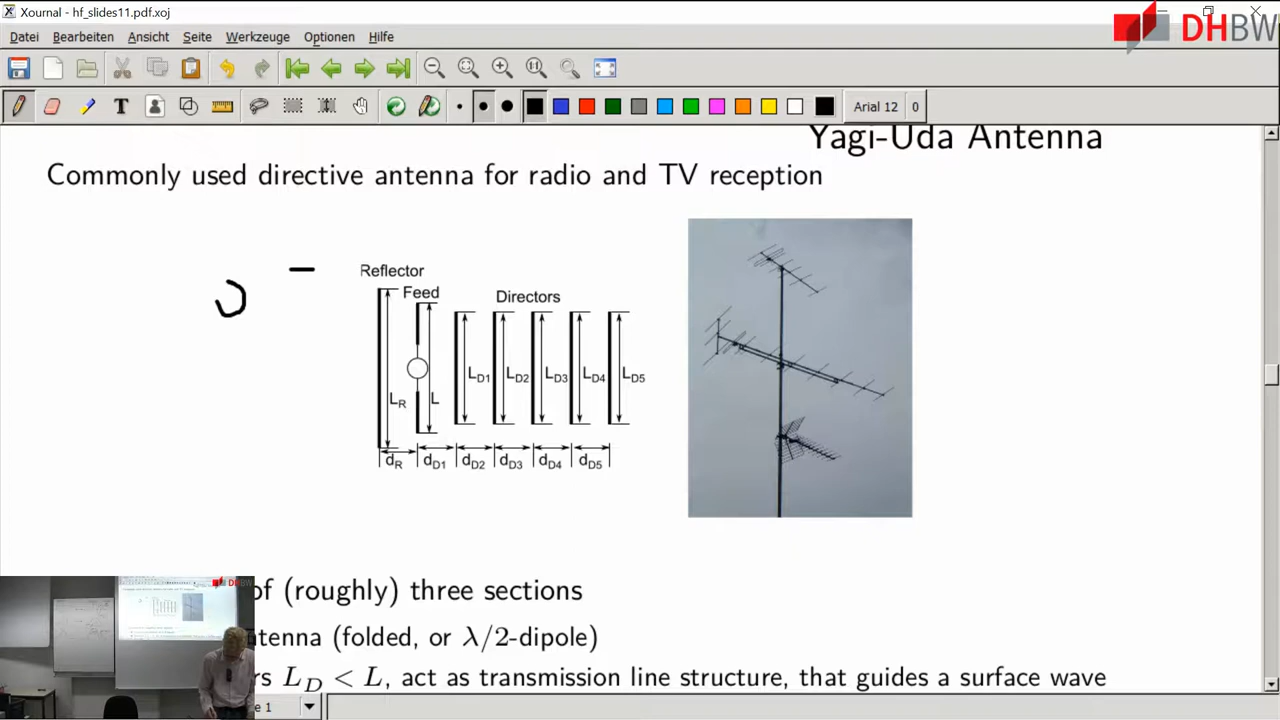 Xournal - hf_slides11.pdf.xoj
DHBW
Datei Bearbeiten Ansicht Seite Werkzeuge Optionen Hilfe
Arial 12 0
Yagi-Uda Antenna
Commonly used directive antenna for radio and TV reception
Reflector
Feed
Directors
L_R L L_D1 L_D2 L_D3 L_D4 L_D5
d_R d_D1 d_D2 d_D3 d_D4 d_D5
of (roughly) three sections
(folded, or λ/2-dipole)
L_D < L, act as transmission line structure, that guides a surface wave
DHBW